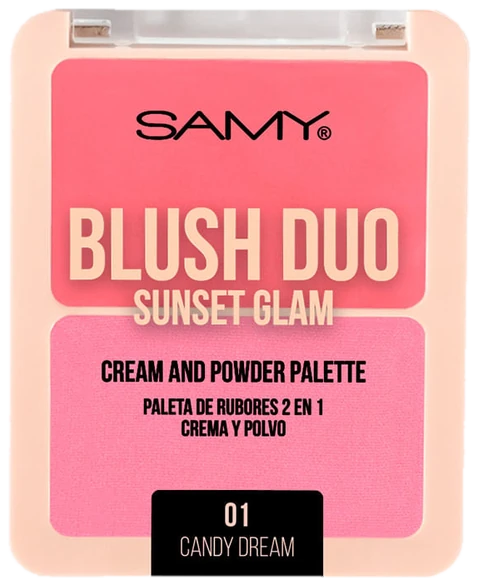 SAMY®
BLUSH DUO
SUNSET GLAM
CREAM AND POWDER PALETTE
PALETA DE RUBORES 2 EN 1
CREMA Y POLVO
01
CANDY DREAM